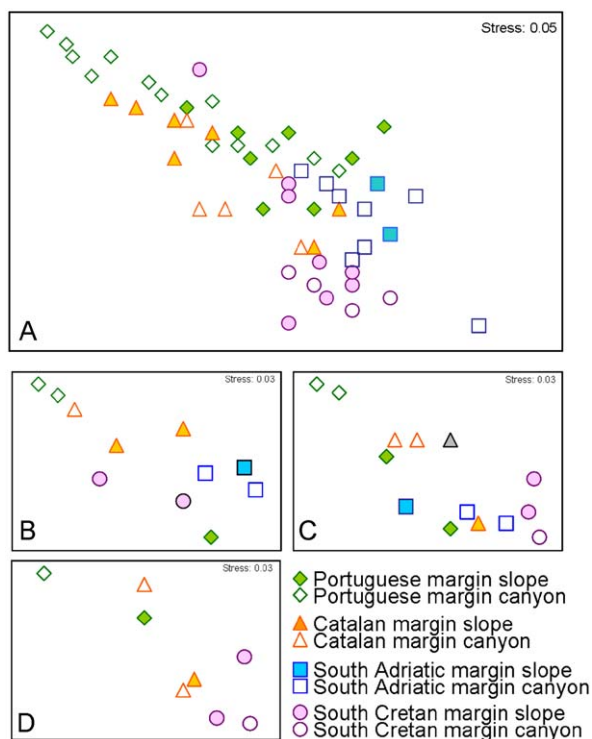 Stress: 0.05
A
Stress: 0.03
B
Stress: 0.03
C
Stress: 0.03
D
Portuguese margin slope
Portuguese margin canyon
Catalan margin slope
Catalan margin canyon
South Adriatic margin slope
South Adriatic margin canyon
South Cretan margin slope
South Cretan margin canyon